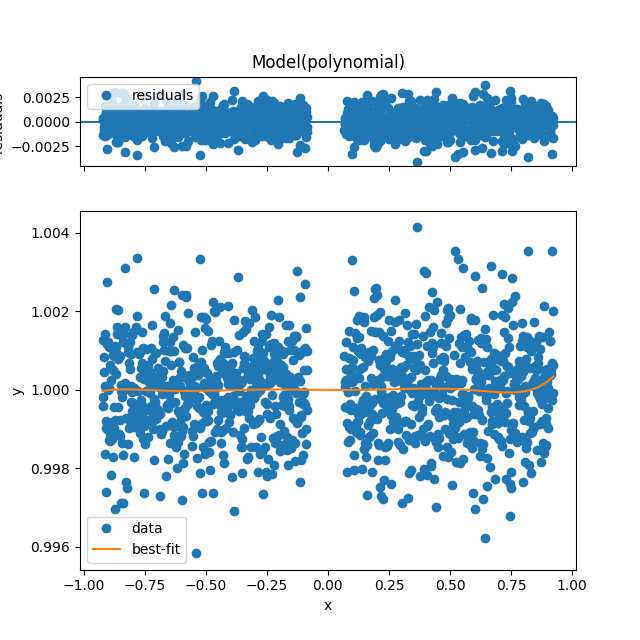 Model(polynomial)
residuals
0.0025
0.0000
−0.0025
residuals
1.004
1.002
1.000
0.998
0.996
y
data
best-fit
−1.00 −0.75 −0.50 −0.25 0.00 0.25 0.50 0.75 1.00
x